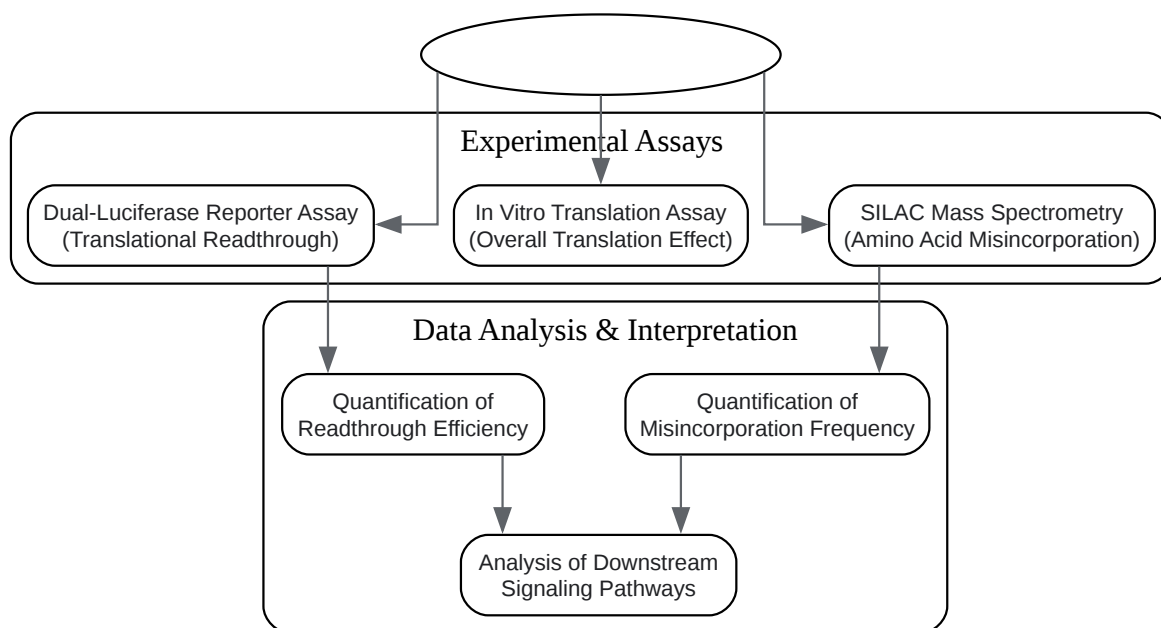 Experimental Assays
Dual-Luciferase Reporter Assay
(Translational Readthrough)
In Vitro Translation Assay
(Overall Translation Effect)
SILAC Mass Spectrometry
(Amino Acid Misincorporation)
Data Analysis & Interpretation
Quantification of
Readthrough Efficiency
Quantification of
Misincorporation Frequency
Analysis of Downstream
Signaling Pathways